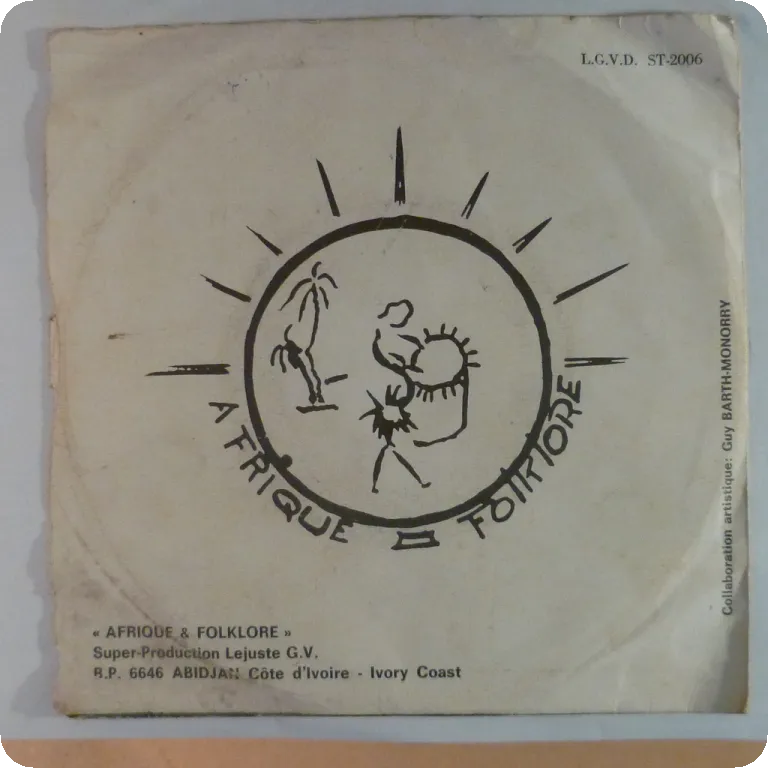 L.G.V.D. ST-2006
AFRIQUE FOLKLORE
Collaboration artistique: Guy BARTH-MONORRY
« AFRIQUE & FOLKLORE »
Super-Production Lejuste G.V.
B.P. 6646 ABIDJAN Côte d'Ivoire - Ivory Coast